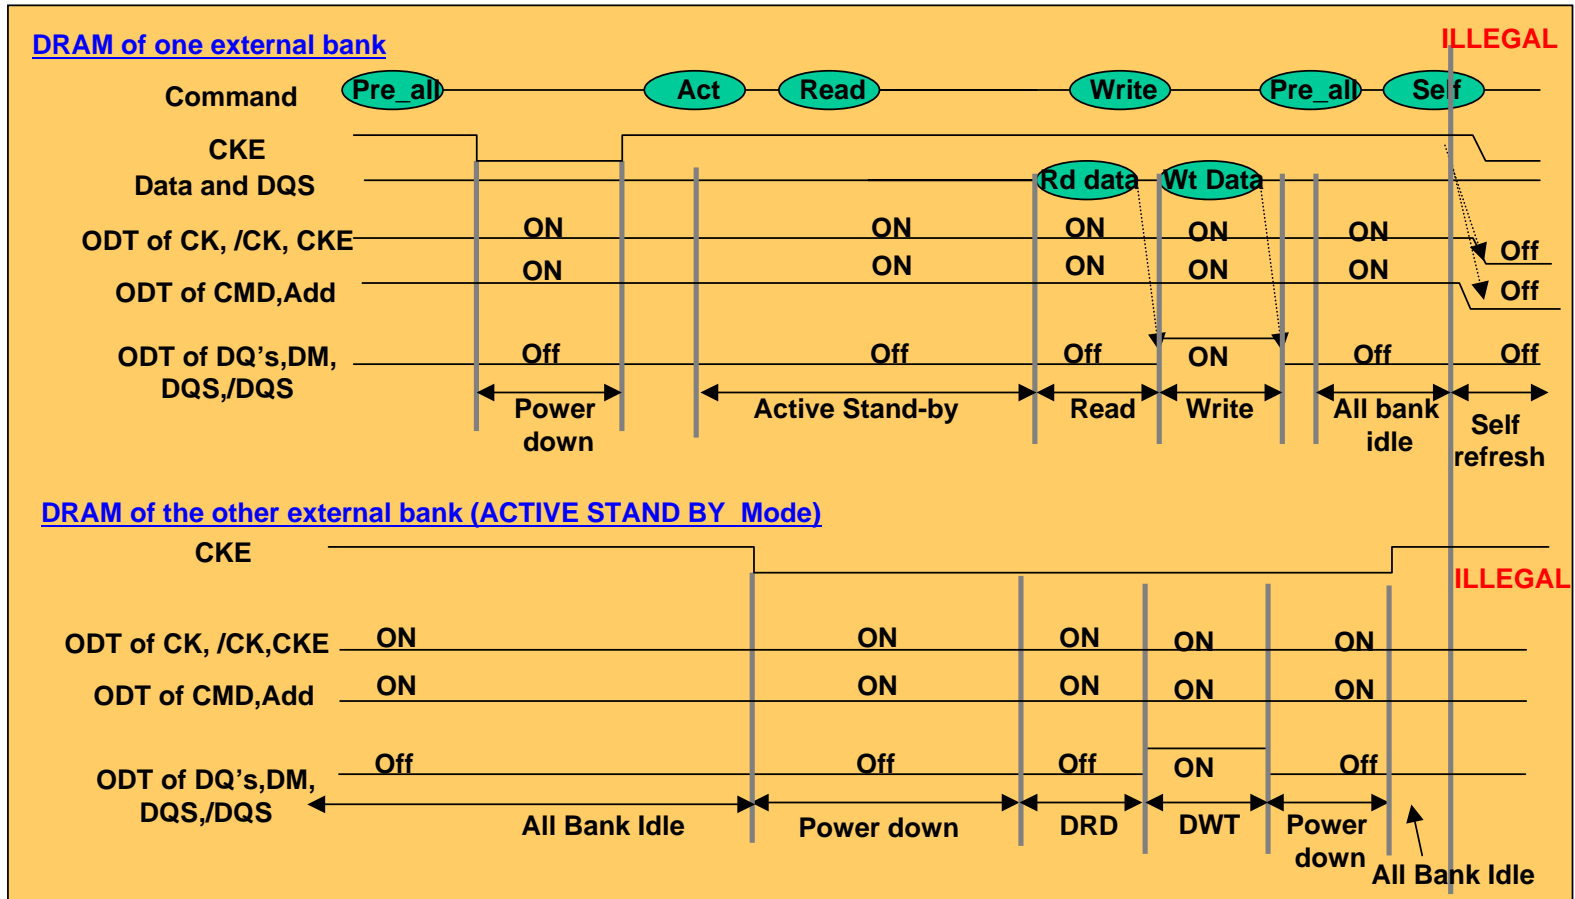 DRAM of one external bank
ILLEGAL
Command Pre_all Act Read Write Pre_all Self
CKE
Data and DQS Rd data Wt Data
ODT of CK, /CK, CKE ON ON ON ON ON Off
ODT of CMD,Add ON ON ON ON ON Off
ODT of DQ's,DM,
DQS,/DQS
Off Off Off ON Off Off
Power
down
Active Stand-by
Read
Write
All bank
idle
Self
refresh
DRAM of the other external bank (ACTIVE STAND BY Mode)
CKE
ILLEGAL
ODT of CK, /CK,CKE ON ON ON ON ON
ODT of CMD,Add ON ON ON ON ON
ODT of DQ's,DM,
DQS,/DQS
Off Off Off ON Off
All Bank Idle
Power down
DRD
DWT
Power
down
All Bank Idle